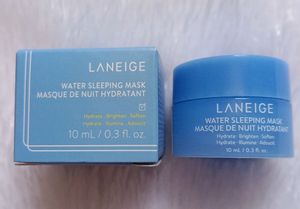 LANEIGE
WATER SLEEPING MASK
MASQUE DE NUIT HYDRATANT
Hydrate · Brighten · Soften
Hydrate · Illumine · Adoucit
10 mL / 0.3 fl. oz.
LANEIGE
WATER SLEEPING MASK
MASQUE DE NUIT HYDRATANT
Hydrate · Brighten · Soften
Hydrate · Illumine · Adoucit
10 mL / 0.3 fl. oz.